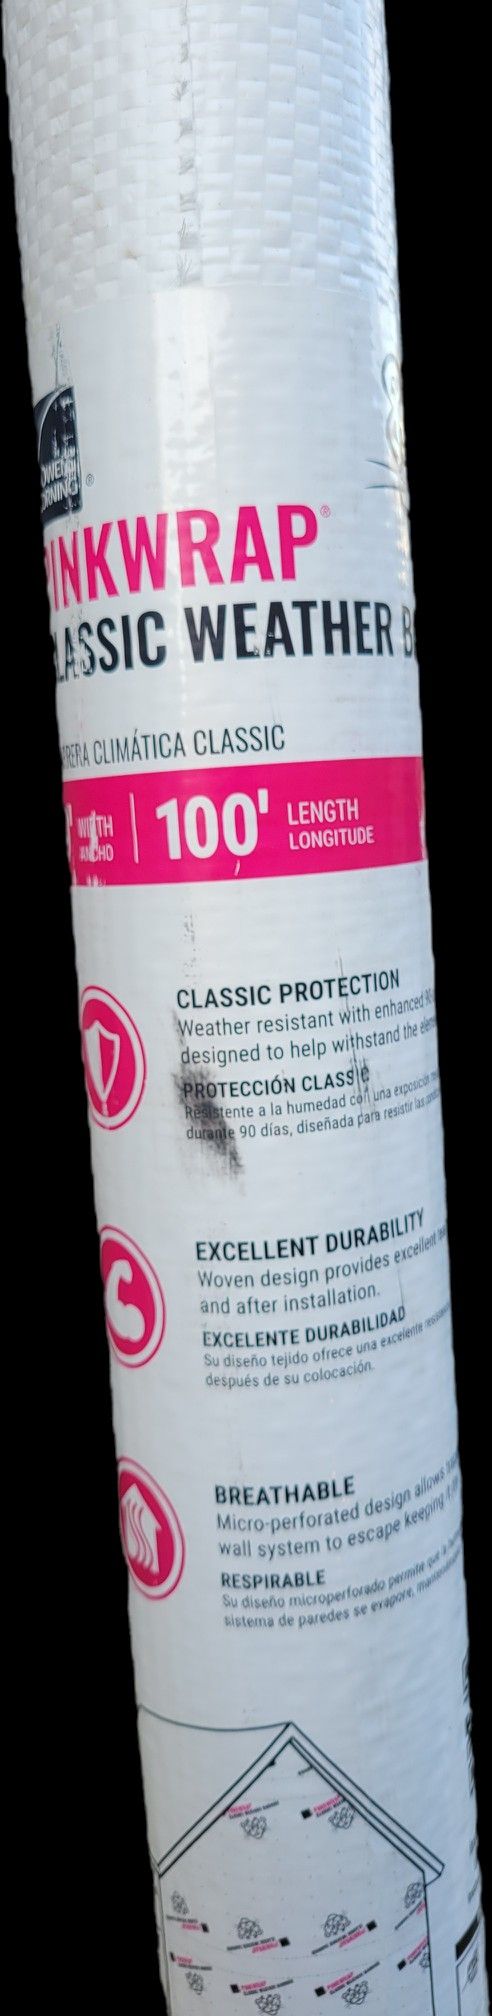 PINKWRAP®
CLASSIC WEATHER B
CLIMÁTICA CLASSIC
' WIDTH
ANCHO
100' LENGTH
LONGITUDE
CLASSIC PROTECTION
Weather resistant with enhanced 90
designed to help withstand the
PROTECCIÓN CLASSIC
Resistente a la humedad con una exposición
durante 90 días, diseñada para resistir las
EXCELLENT DURABILITY
Woven design provides excellent
and after installation.
EXCELENTE DURABILIDAD
Su diseño tejido ofrece una excelente
después de su colocación.
BREATHABLE
Micro-perforated design allows
wall system to escape keeping
RESPIRABLE
Su diseño microperforado permite que la
sistema de paredes se evapore,